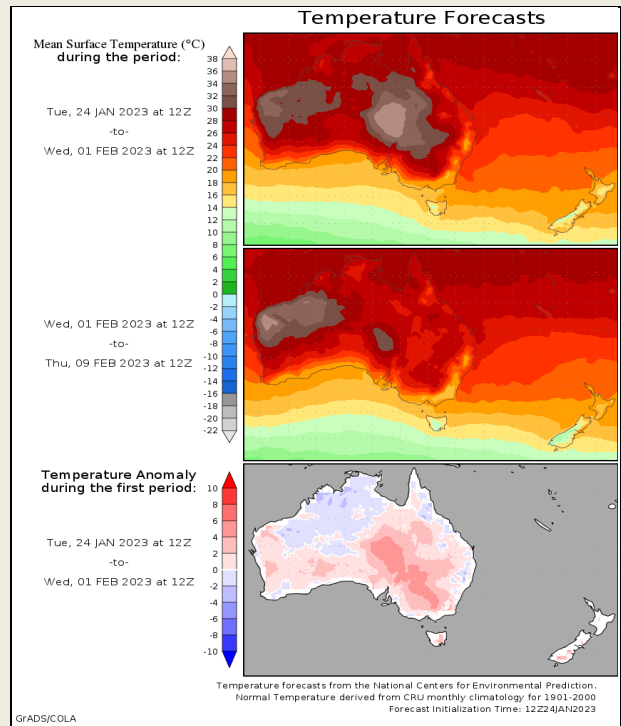 Temperature Forecasts
Mean Surface Temperature (°C)
during the period:
38
36
34
32
30
28
26
24
22
20
18
16
14
12
10
8
6
4
2
0
-2
-4
-6
-8
-10
-12
-14
-16
-18
-20
-22
Tue, 24 JAN 2023 at 12Z
-to-
Wed, 01 FEB 2023 at 12Z
Wed, 01 FEB 2023 at 12Z
-to-
Thu, 09 FEB 2023 at 12Z
Temperature Anomaly
during the first period:
10
8
6
4
2
0
-2
-4
-6
-8
-10
Tue, 24 JAN 2023 at 12Z
-to-
Wed, 01 FEB 2023 at 12Z
Temperature forecasts from the National Centers for Environmental Prediction.
Normal Temperature derived from CRU monthly climatology for 1901-2000
Forecast Initialization Time: 12Z24JAN2023
GrADS/COLA